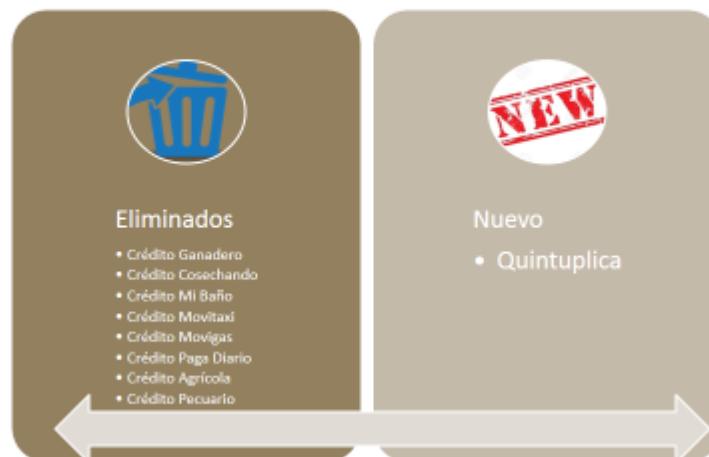 NEW
Eliminados
• Crédito Ganadero
• Crédito Cosechando
• Crédito Mi Baño
• Crédito Movitaxi
• Crédito Movigas
• Crédito Paga Diario
• Crédito Agrícola
• Crédito Pecuario
Nuevo
• Quintuplica